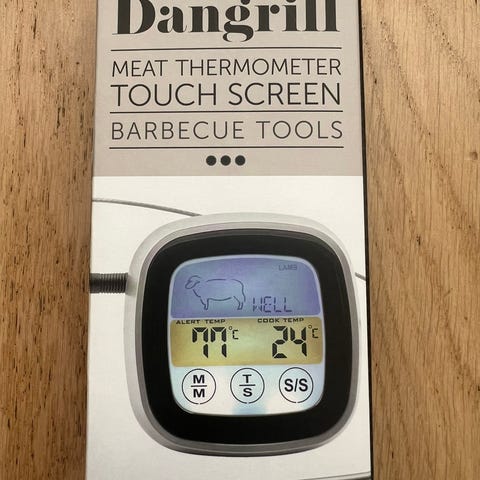 Dangrill
MEAT THERMOMETER
TOUCH SCREEN
BARBECUE TOOLS
LAMB
WELL
ALERT TEMP COOK TEMP
77°C 24°C
M/M T/S S/S